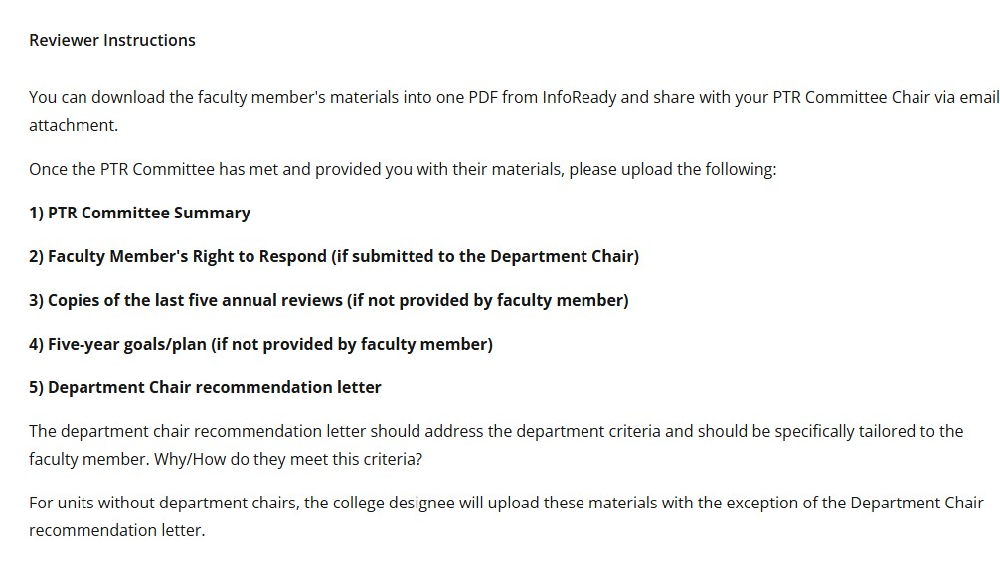 Reviewer Instructions
You can download the faculty member's materials into one PDF from InfoReady and share with your PTR Committee Chair via email
attachment.
Once the PTR Committee has met and provided you with their materials, please upload the following:
1) PTR Committee Summary
2) Faculty Member's Right to Respond (if submitted to the Department Chair)
3) Copies of the last five annual reviews (if not provided by faculty member)
4) Five-year goals/plan (if not provided by faculty member)
5) Department Chair recommendation letter
The department chair recommendation letter should address the department criteria and should be specifically tailored to the
faculty member. Why/How do they meet this criteria?
For units without department chairs, the college designee will upload these materials with the exception of the Department Chair
recommendation letter.